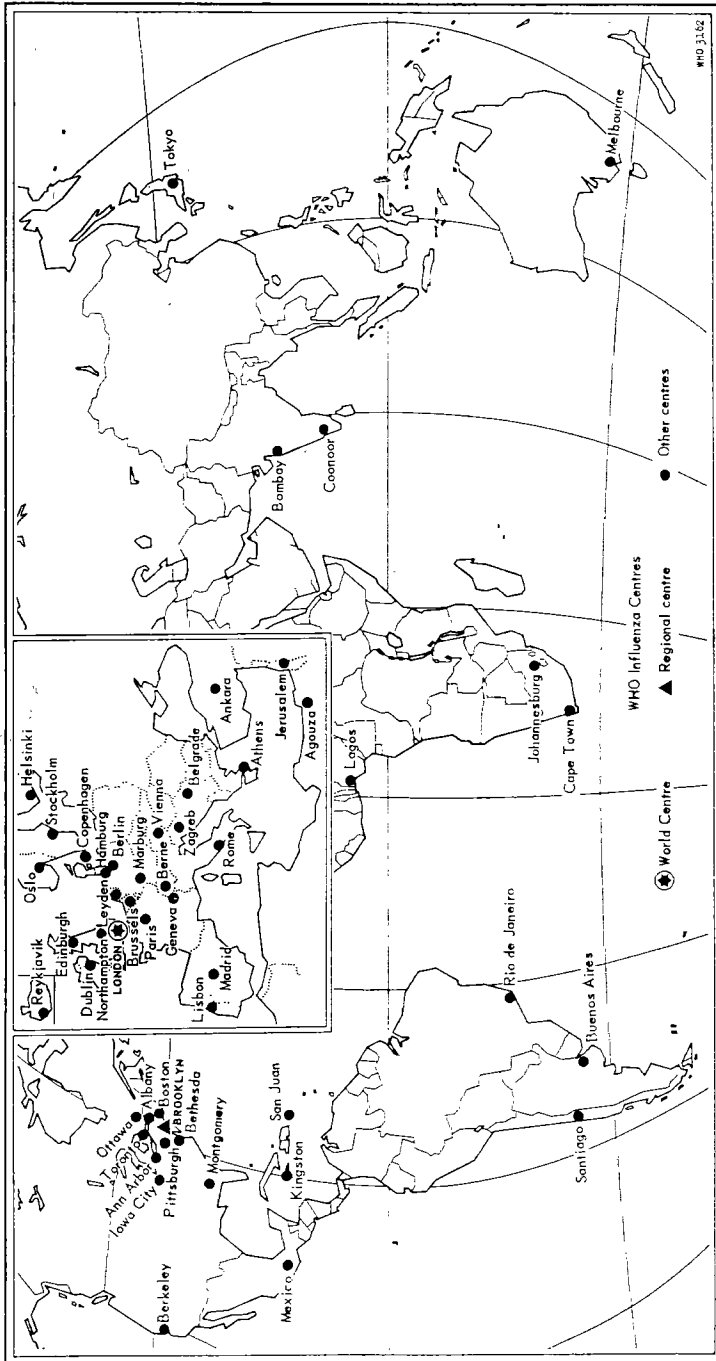 Reykjavik
Edinburgh
Dublin
Northampton
LONDON
Leyden
Brussels
Paris
Geneva
Berne
Oslo
Stockholm
Helsinki
Copenhagen
Hamburg
Berlin
Marburg
Vienna
Zagreb
Belgrade
Rome
Athens
Ankara
Jerusalem
Agouza
Lisbon
Madrid
Ottawa
Toronto
Ann Arbor
Iowa City
Albany
Boston
BROOKLYN
Bethesda
Pittsburgh
Montgomery
Berkeley
Mexico
Kingston
San Juan
Rio de Janeiro
Buenos Aires
Santiago
Lagos
Johannesburg
Cape Town
Bombay
Coonoor
Tokyo
Melbourne
WHO Influenza Centres
World Centre
Regional centre
Other centres
WHO 3162